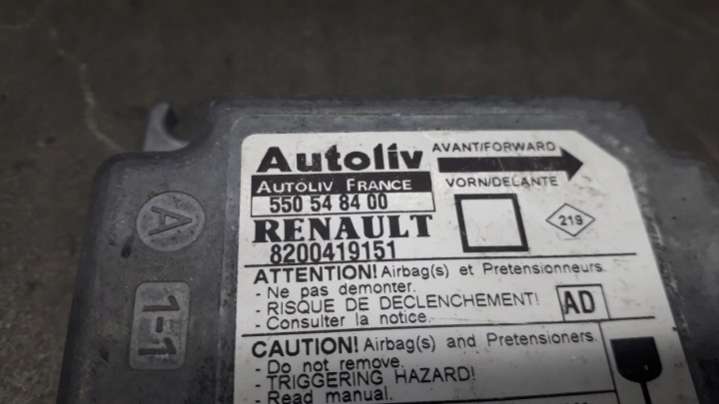 Autoliv
AVANT/FORWARD
AUTOLIV FRANCE
VORN/DELANTE
550 54 84 00
RENAULT
219
8200419151
ATTENTION! Airbag(s) et Pretensionneurs.
- Ne pas demonter.
- RISQUE DE DECLENCHEMENT!
- Consulter la notice.
AD
CAUTION! Airbag(s) and Pretensioners.
- Do not remove.
- TRIGGERING HAZARD!
- Read manual.
A
1-1